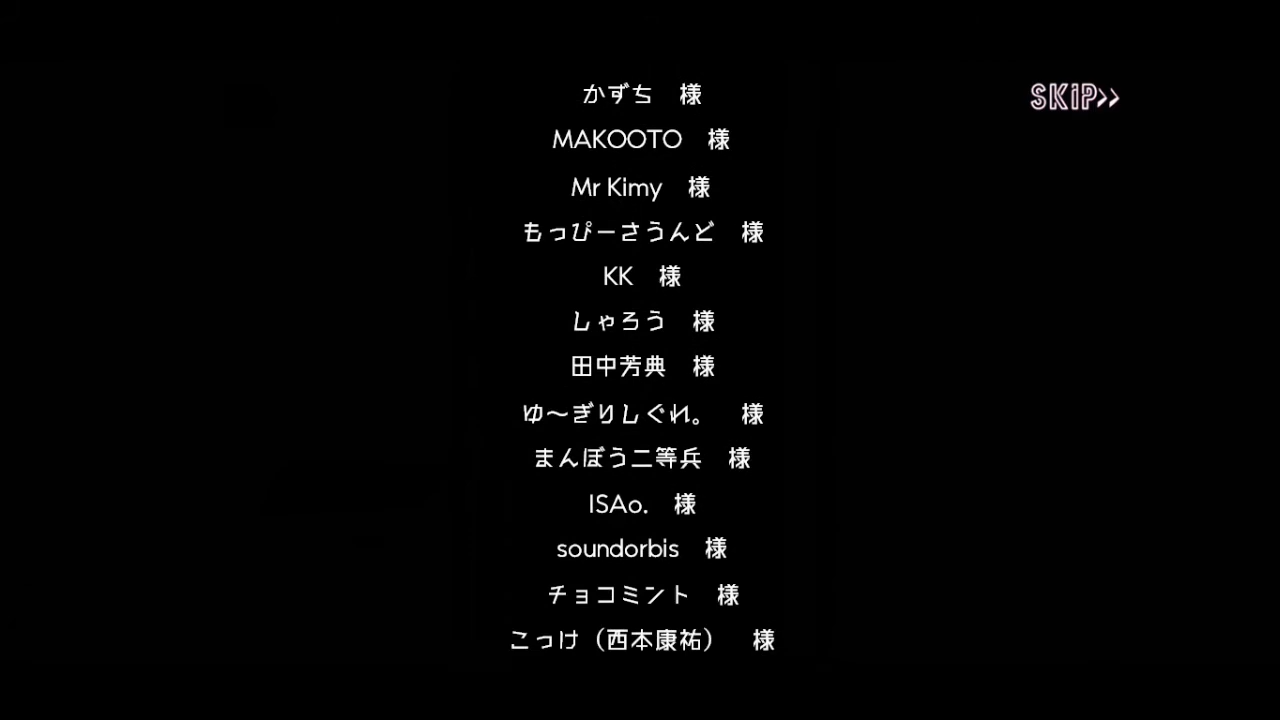 かずち　様
SKiP>>
MAKOOTO　様
Mr Kimy　様
もっぴーさうんど　様
KK　様
しゃろう　様
田中芳典　様
ゆ～ぎりしぐれ。　様
まんぼう二等兵　様
ISAo.　様
soundorbis　様
チョコミント　様
こっけ（西本康祐）　様